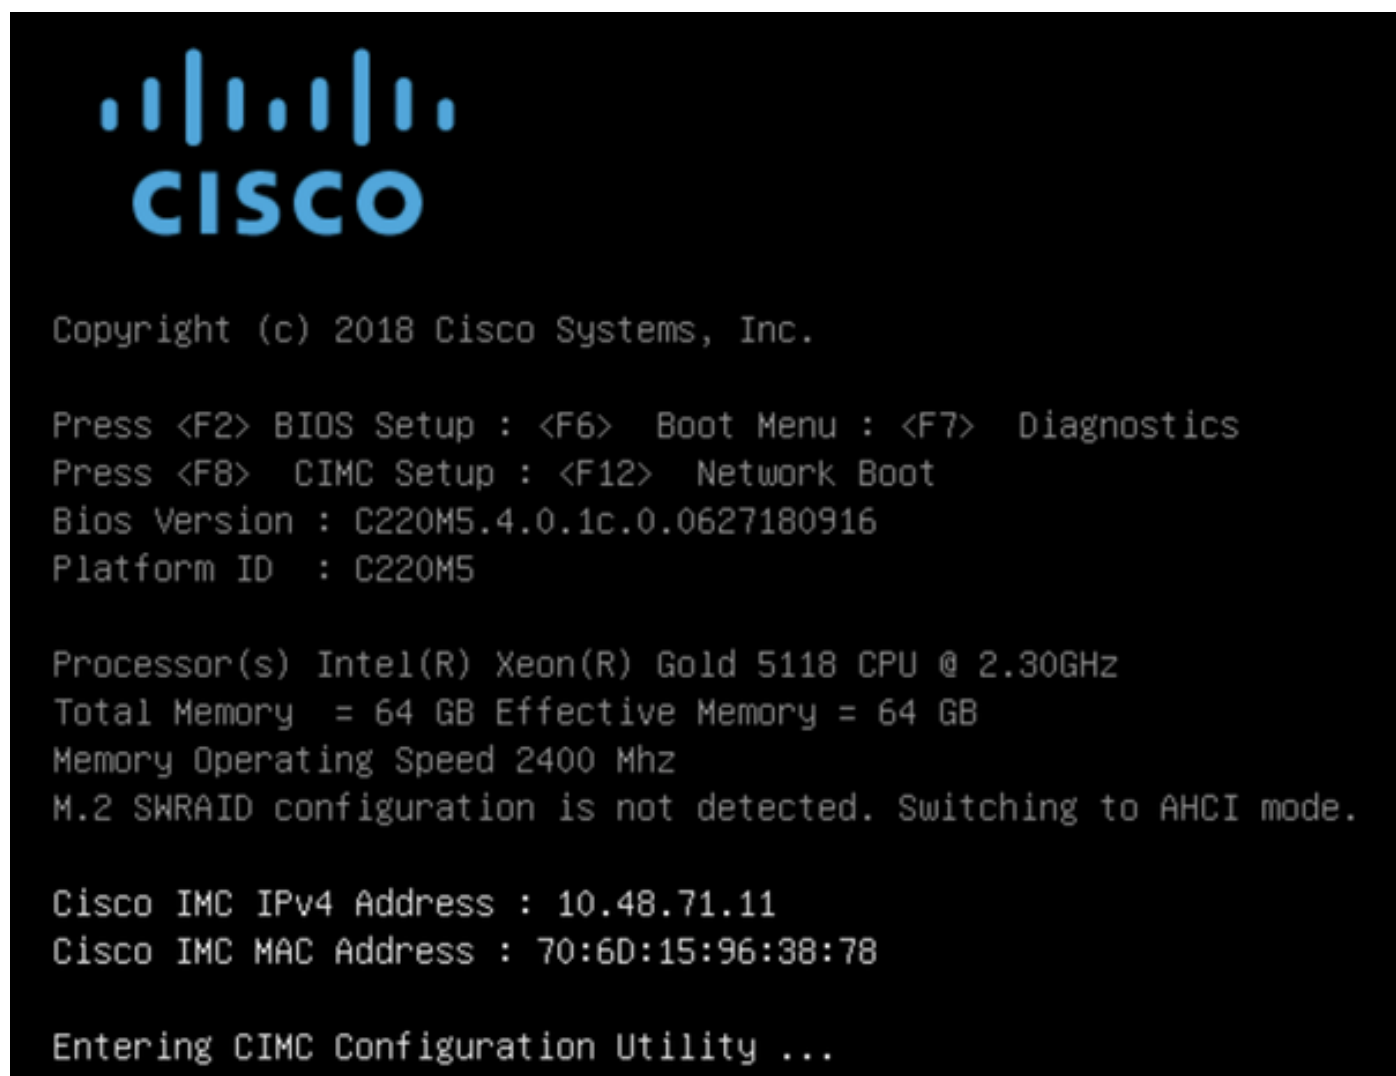 CISCO
Copyright (c) 2018 Cisco Systems, Inc.
Press <F2> BIOS Setup : <F6>  Boot Menu : <F7>  Diagnostics
Press <F8>  CIMC Setup : <F12>  Network Boot
Bios Version : C220M5.4.0.1c.0.0627180916
Platform ID  : C220M5
Processor(s) Intel(R) Xeon(R) Gold 5118 CPU @ 2.30GHz
Total Memory  = 64 GB Effective Memory = 64 GB
Memory Operating Speed 2400 Mhz
M.2 SWRAID configuration is not detected. Switching to AHCI mode.
Cisco IMC IPv4 Address : 10.48.71.11
Cisco IMC MAC Address : 70:6D:15:96:38:78
Entering CIMC Configuration Utility ...